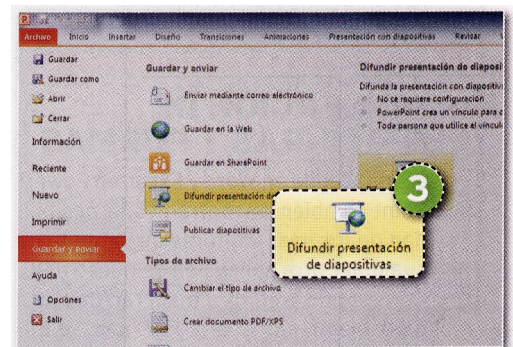 Archivo Inicio Insertar Diseño Transiciones Animaciones Presentación con diapositivas Revisar
Guardar
Guardar como
Abrir
Cerrar
Información
Reciente
Nuevo
Imprimir
Guardar y enviar
Ayuda
Opciones
Salir
Guardar y enviar
Enviar mediante correo electrónico
Guardar en la Web
Guardar en SharePoint
Difundir presentación
Publicar diapositivas
Tipos de archivo
Cambiar el tipo de archivo
Crear documento PDF/XPS
Difundir presentación de
Difunda la presentación con
No se requiere configuración
PowerPoint crea un vínculo para
Toda persona que utilice el
3
Difundir presentación
de diapositivas